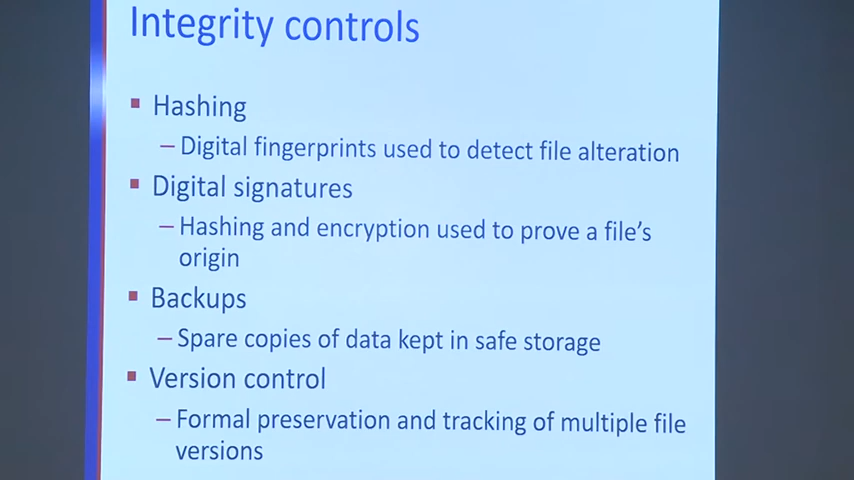 Integrity controls
▪ Hashing
– Digital fingerprints used to detect file alteration
▪ Digital signatures
– Hashing and encryption used to prove a file's
origin
▪ Backups
– Spare copies of data kept in safe storage
▪ Version control
– Formal preservation and tracking of multiple file
versions